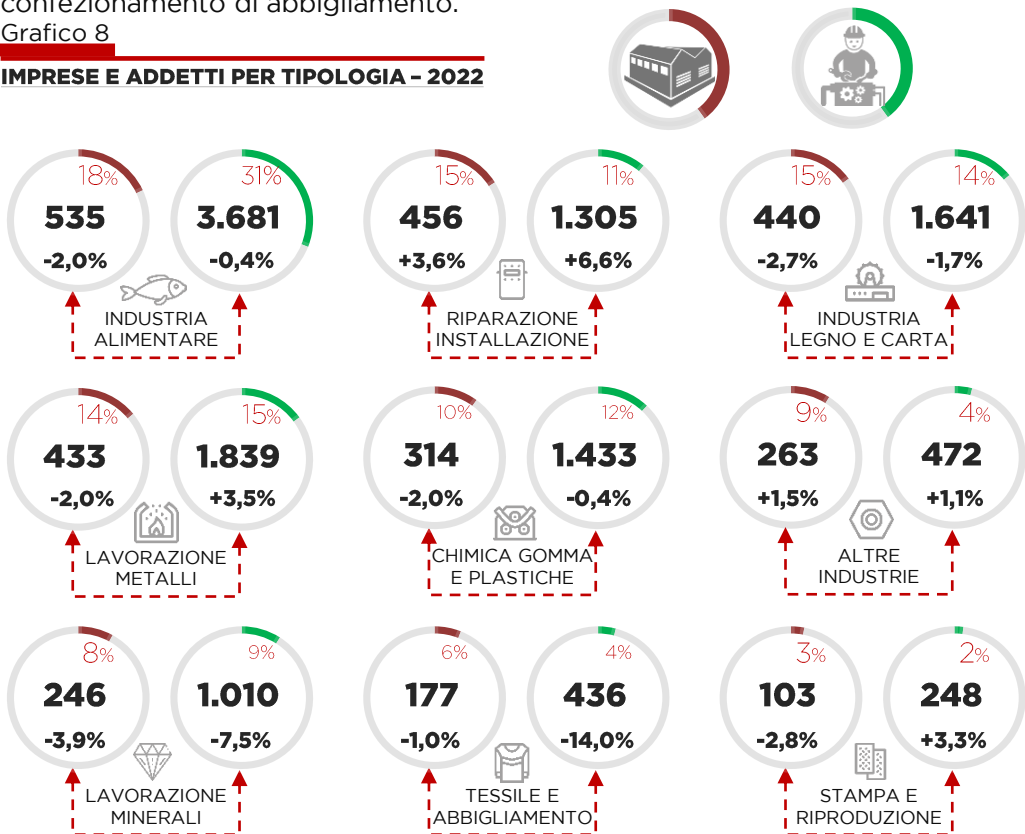 confezionamento di abbigliamento.
Grafico 8
IMPRESE E ADDETTI PER TIPOLOGIA – 2022
18%
535
-2,0%
31%
3.681
-0,4%
INDUSTRIA
ALIMENTARE
15%
456
+3,6%
11%
1.305
+6,6%
RIPARAZIONE
INSTALLAZIONE
15%
440
-2,7%
14%
1.641
-1,7%
INDUSTRIA
LEGNO E CARTA
14%
433
-2,0%
15%
1.839
+3,5%
LAVORAZIONE
METALLI
10%
314
-2,0%
12%
1.433
-0,4%
CHIMICA GOMMA
E PLASTICHE
9%
263
+1,5%
4%
472
+1,1%
ALTRE
INDUSTRIE
8%
246
-3,9%
9%
1.010
-7,5%
LAVORAZIONE
MINERALI
6%
177
-1,0%
4%
436
-14,0%
TESSILE E
ABBIGLIAMENTO
3%
103
-2,8%
2%
248
+3,3%
STAMPA E
RIPRODUZIONE